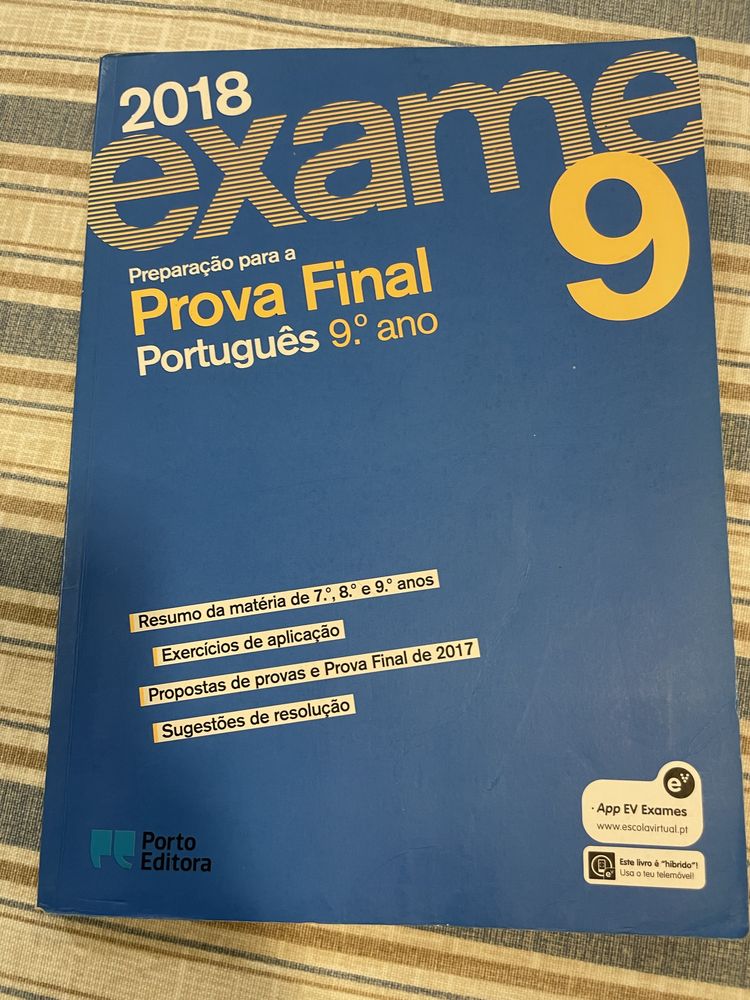 2018
exame
9
Preparação para a
Prova Final
Português 9.º ano
Resumo da matéria de 7.º, 8.º e 9.º anos
Exercícios de aplicação
Propostas de provas e Prova Final de 2017
Sugestões de resolução
e
· App EV Exames
www.escolavirtual.pt
Este livro é "híbrido"!
Usa o teu telemóvel!
Porto
Editora